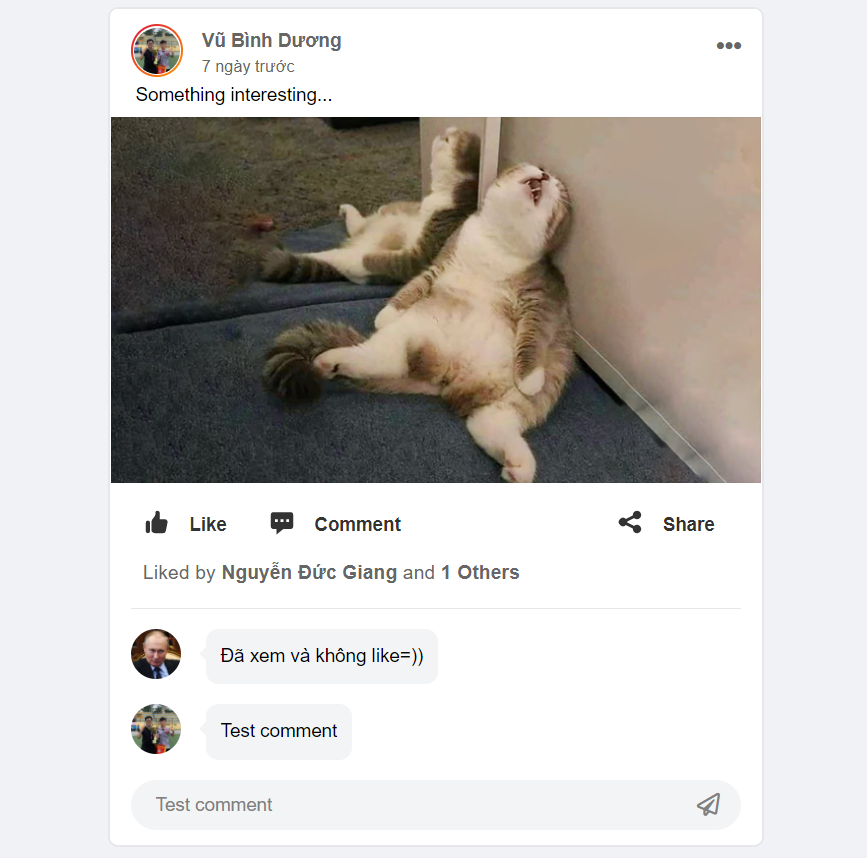 Vũ Bình Dương
7 ngày trước
Something interesting...
Like Comment Share
Liked by Nguyễn Đức Giang and 1 Others
Đã xem và không like=))
Test comment
Test comment